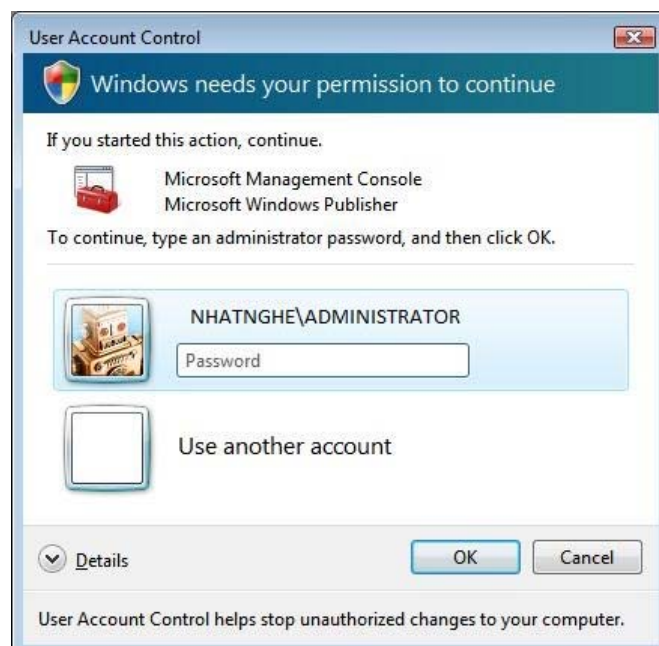 User Account Control
Windows needs your permission to continue
If you started this action, continue.
Microsoft Management Console
Microsoft Windows Publisher
To continue, type an administrator password, and then click OK.
NHATNGHE\ADMINISTRATOR
Password
Use another account
Details
OK
Cancel
User Account Control helps stop unauthorized changes to your computer.